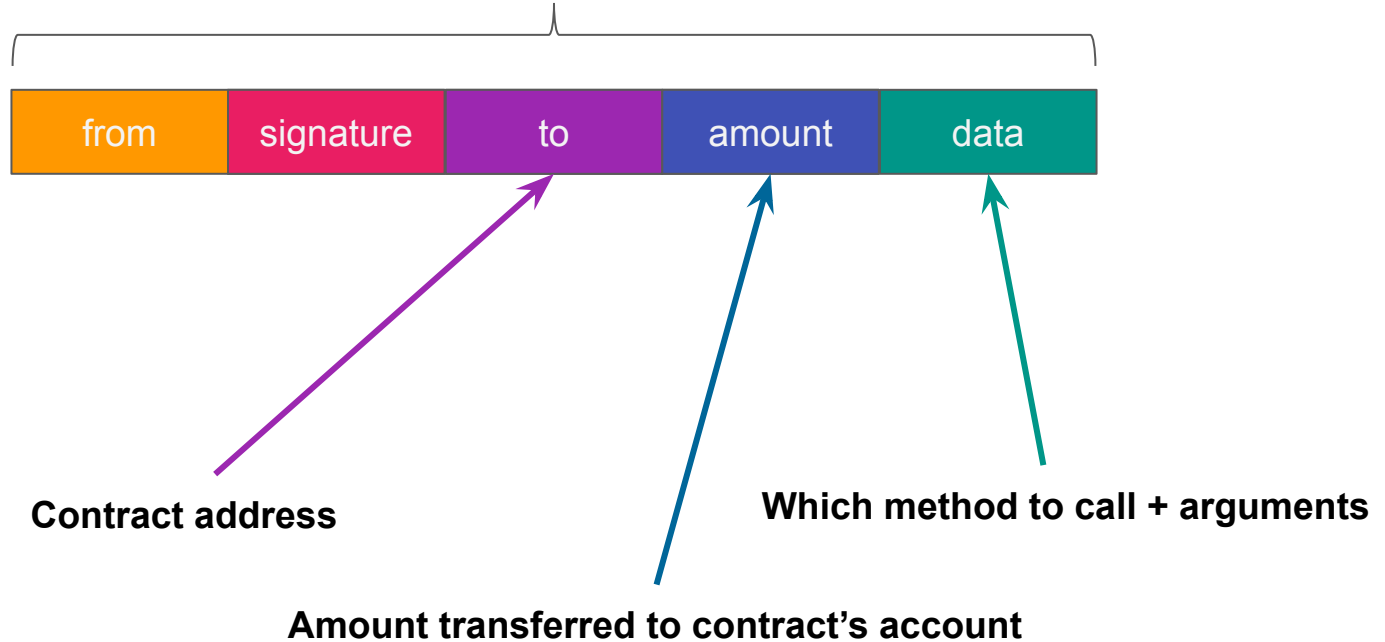 from signature to amount data
Contract address
Which method to call + arguments
Amount transferred to contract’s account